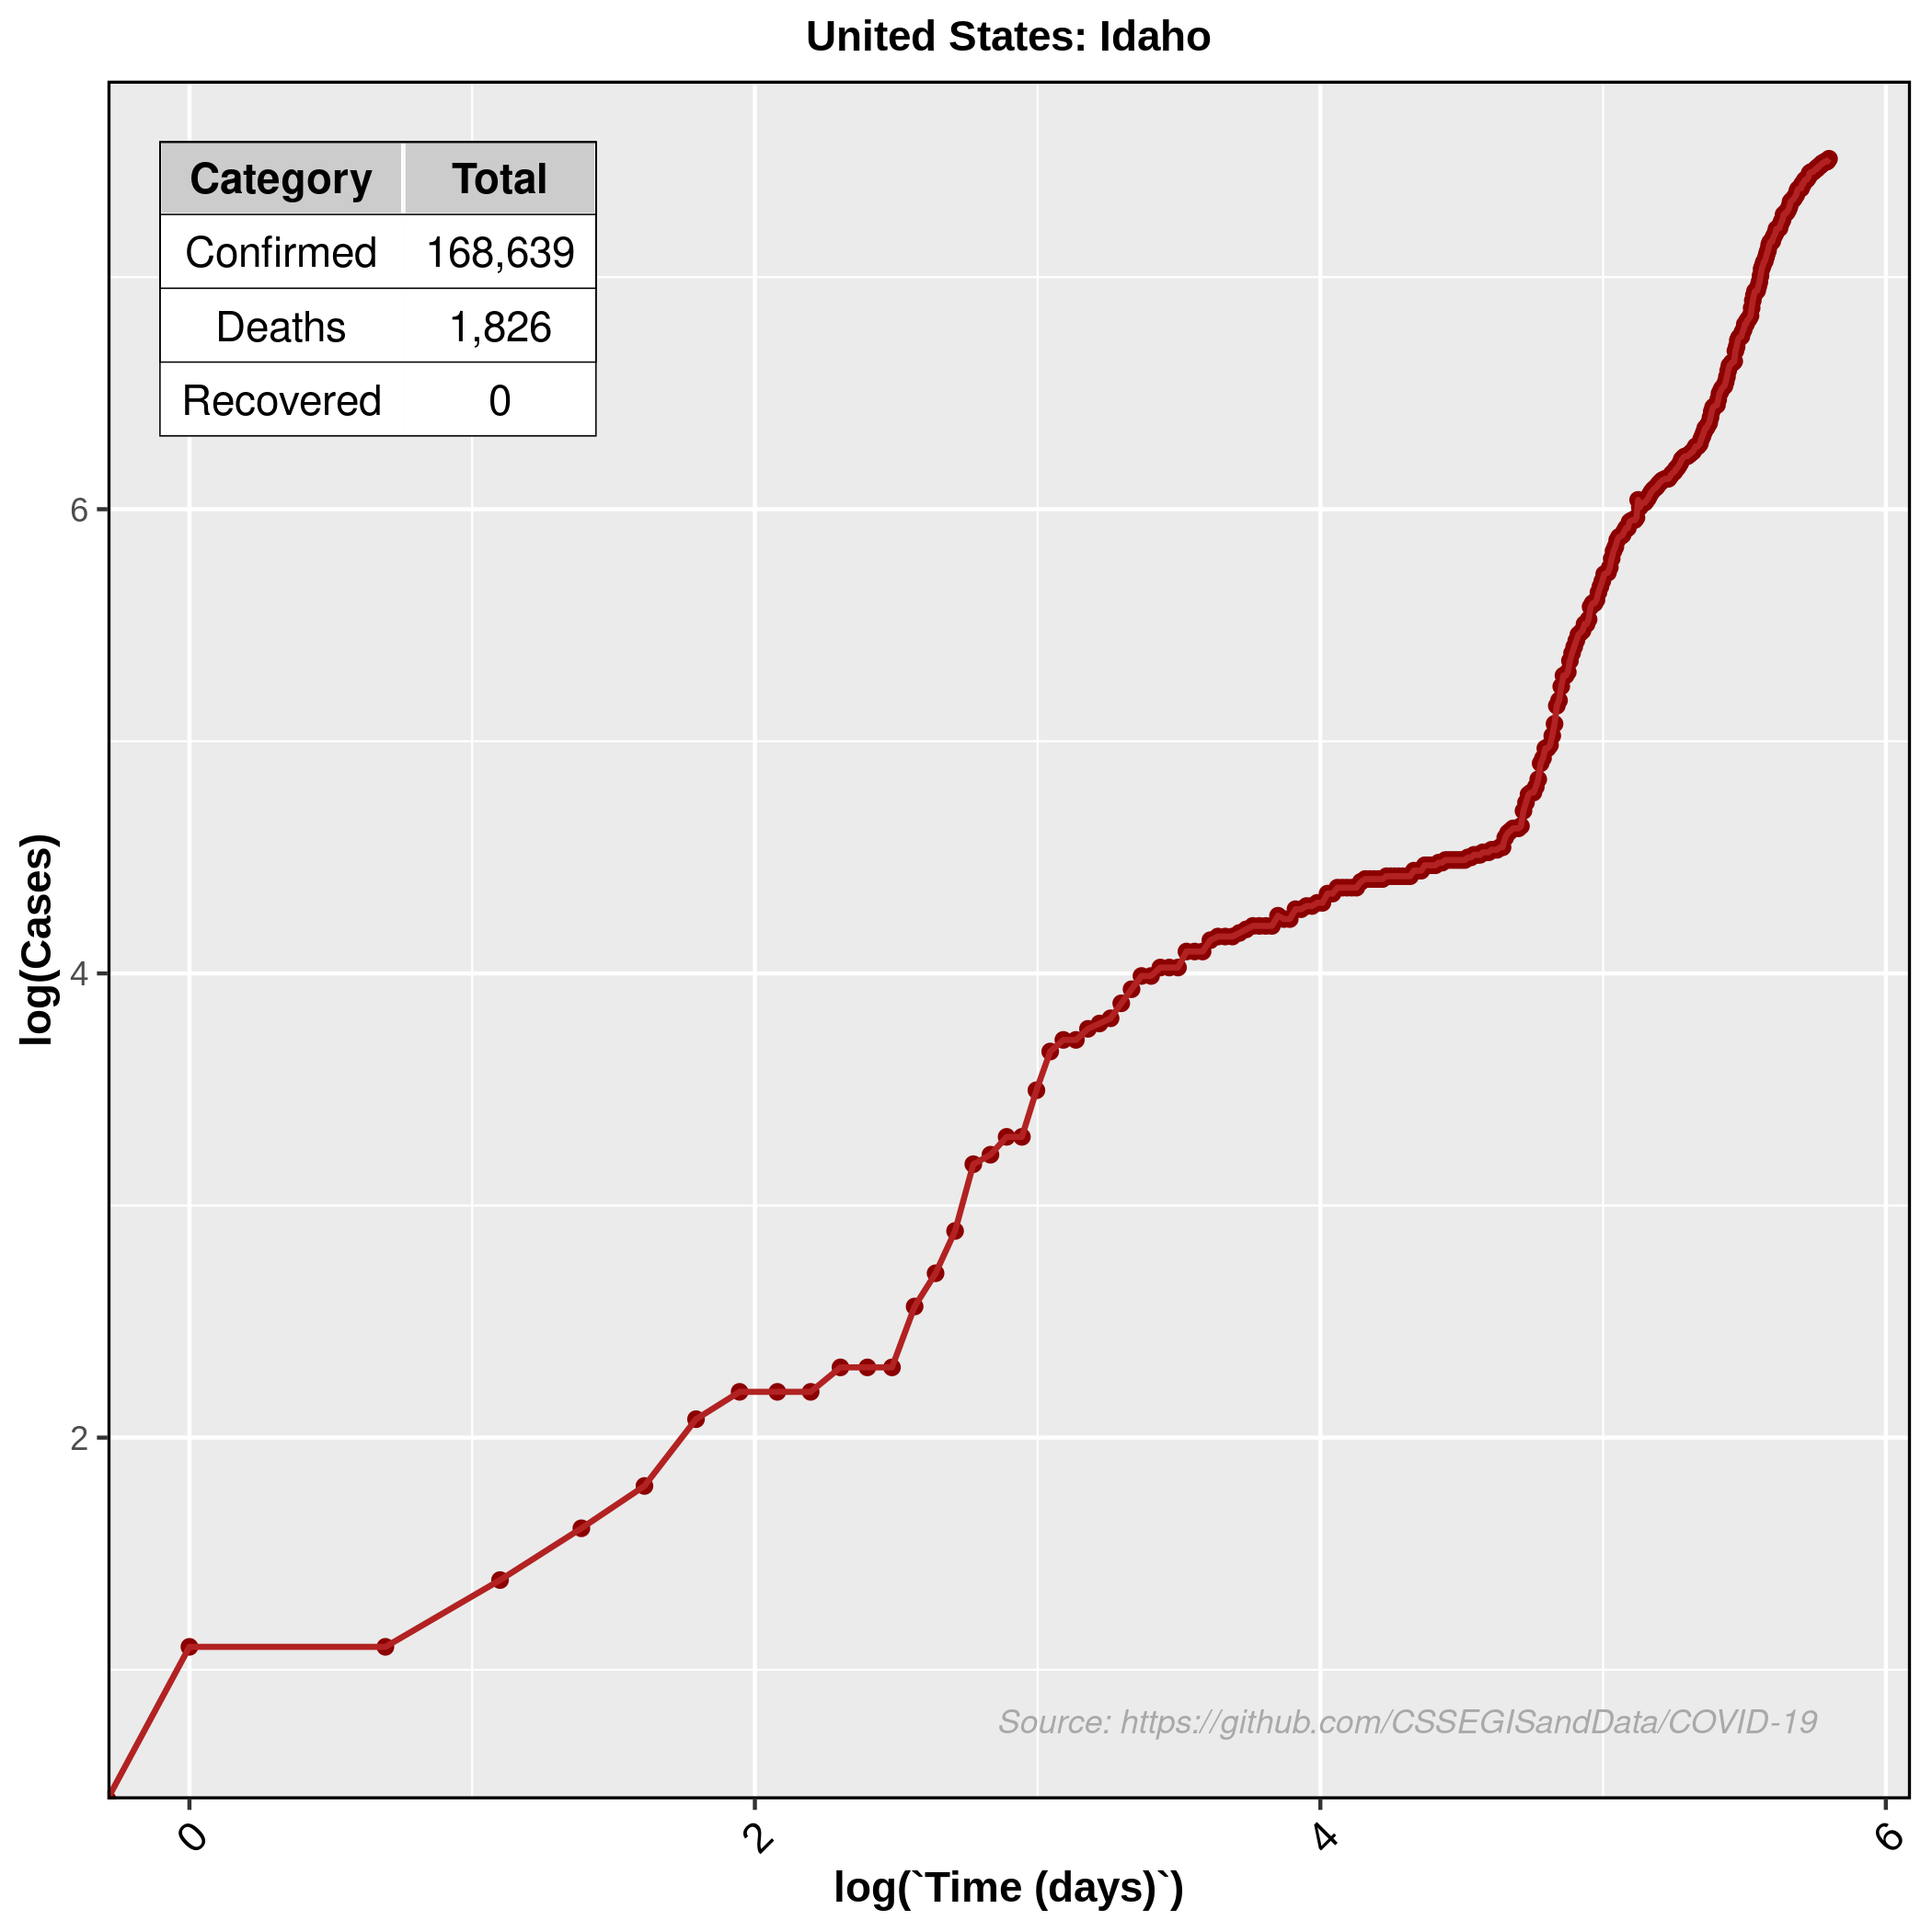 United States: Idaho
Category Total
Confirmed 168,639
Deaths 1,826
Recovered 0
6
4
2
log(Cases)
Source: https://github.com/CSSEGISandData/COVID-19
0 2 4 6
log(`Time (days)`)